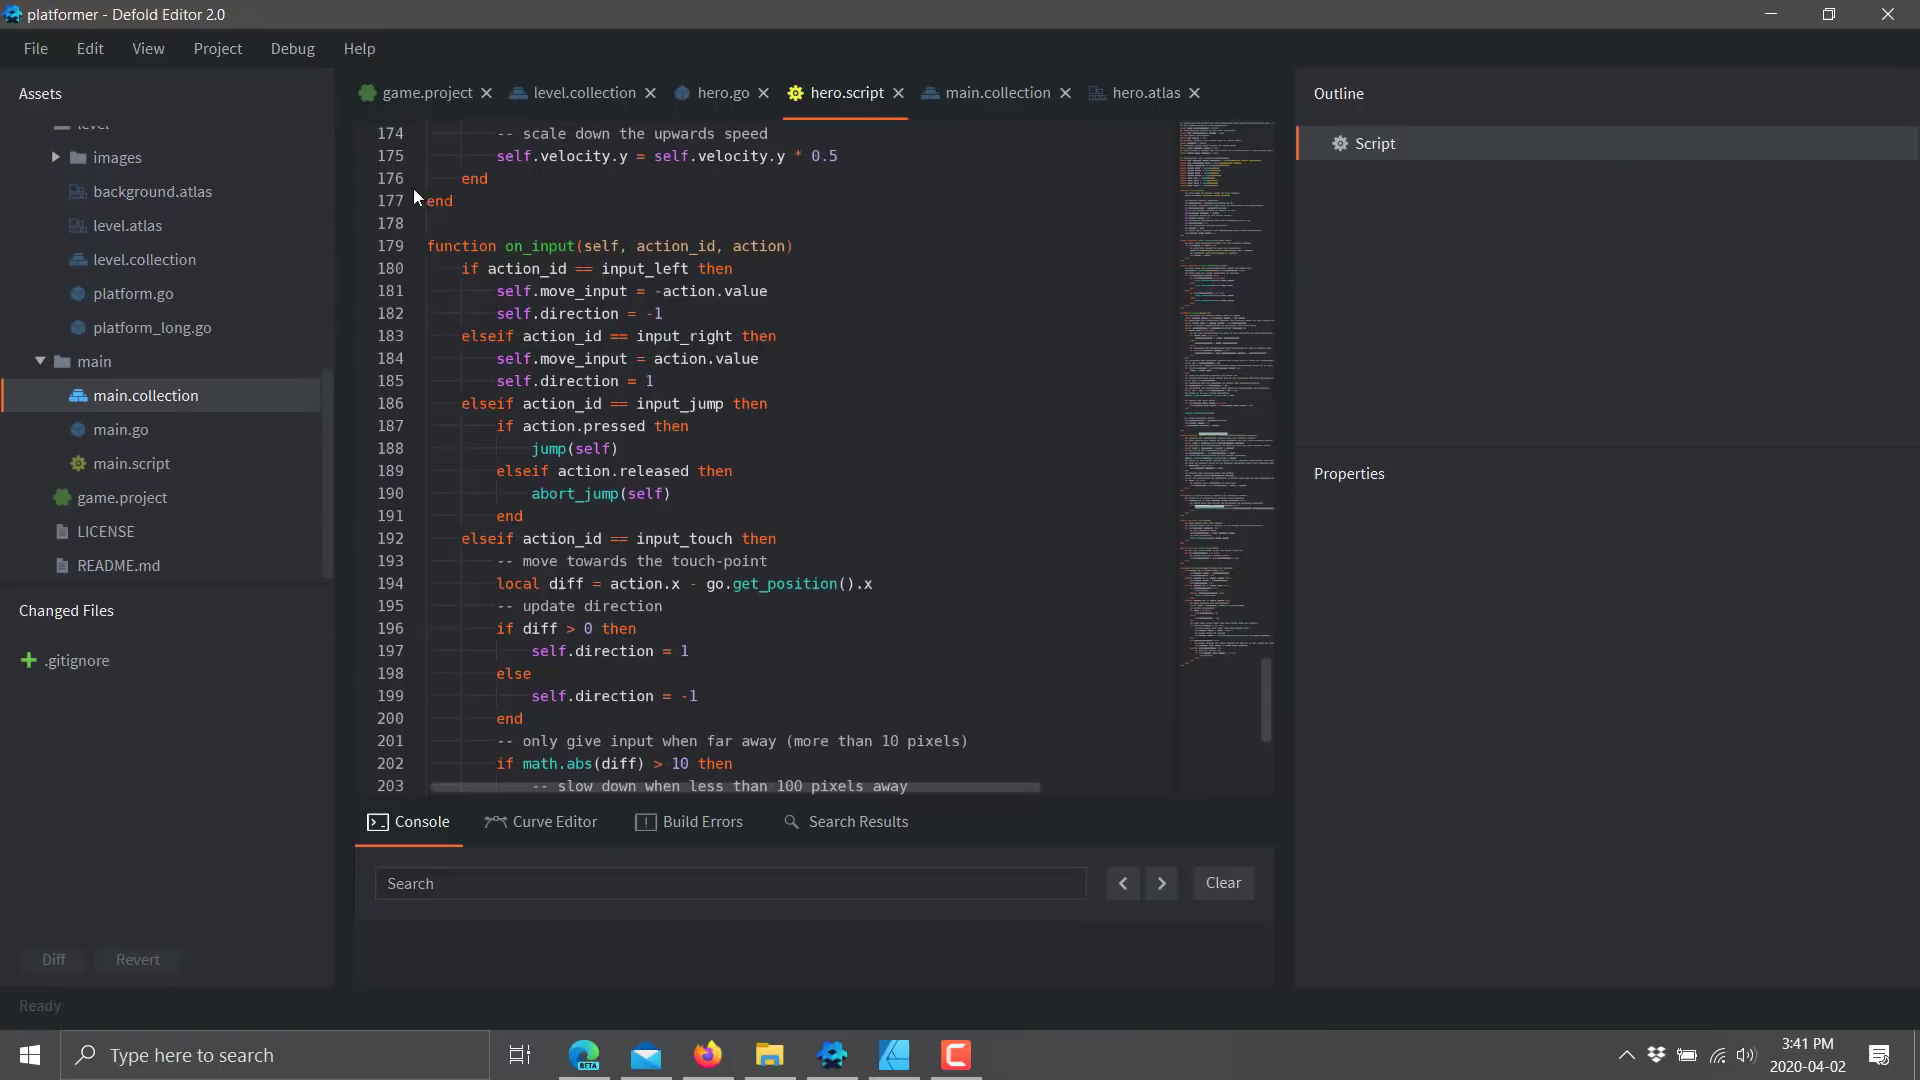 platformer - Defold Editor 2.0
File Edit View Project Debug Help
Assets
level
images
background.atlas
level.atlas
level.collection
platform.go
platform_long.go
main
main.collection
main.go
main.script
game.project
LICENSE
README.md
Changed Files
.gitignore
Diff Revert
Ready
game.project level.collection hero.go hero.script main.collection hero.atlas
174 -- scale down the upwards speed
175 self.velocity.y = self.velocity.y * 0.5
176 end
177 end
178
179 function on_input(self, action_id, action)
180 if action_id == input_left then
181 self.move_input = -action.value
182 self.direction = -1
183 elseif action_id == input_right then
184 self.move_input = action.value
185 self.direction = 1
186 elseif action_id == input_jump then
187 if action.pressed then
188 jump(self)
189 elseif action.released then
190 abort_jump(self)
191 end
192 elseif action_id == input_touch then
193 -- move towards the touch-point
194 local diff = action.x - go.get_position().x
195 -- update direction
196 if diff > 0 then
197 self.direction = 1
198 else
199 self.direction = -1
200 end
201 -- only give input when far away (more than 10 pixels)
202 if math.abs(diff) > 10 then
203 -- slow down when less than 100 pixels away
Console Curve Editor Build Errors Search Results
Search Clear
Outline
Script
Properties
Type here to search
BETA
3:41 PM
2020-04-02